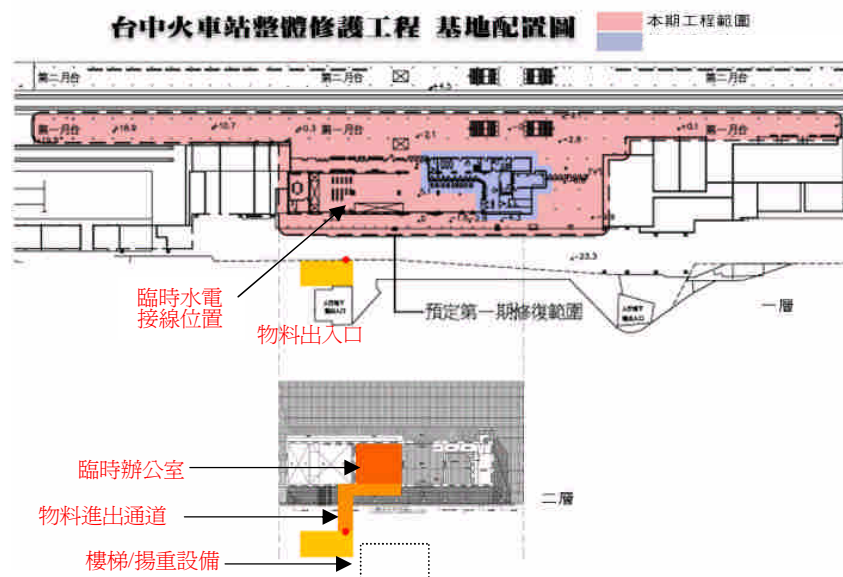 台中火車站整體修護工程 基地配置圖
本期工程範圍
第二月台
第二月台
第二月台
第一月台
第一月台
第一月台
臨時水電
接線位置
物料出入口
預定第一期修復範圍
一層
臨時辦公室
物料進出通道
樓梯/揚重設備
二層